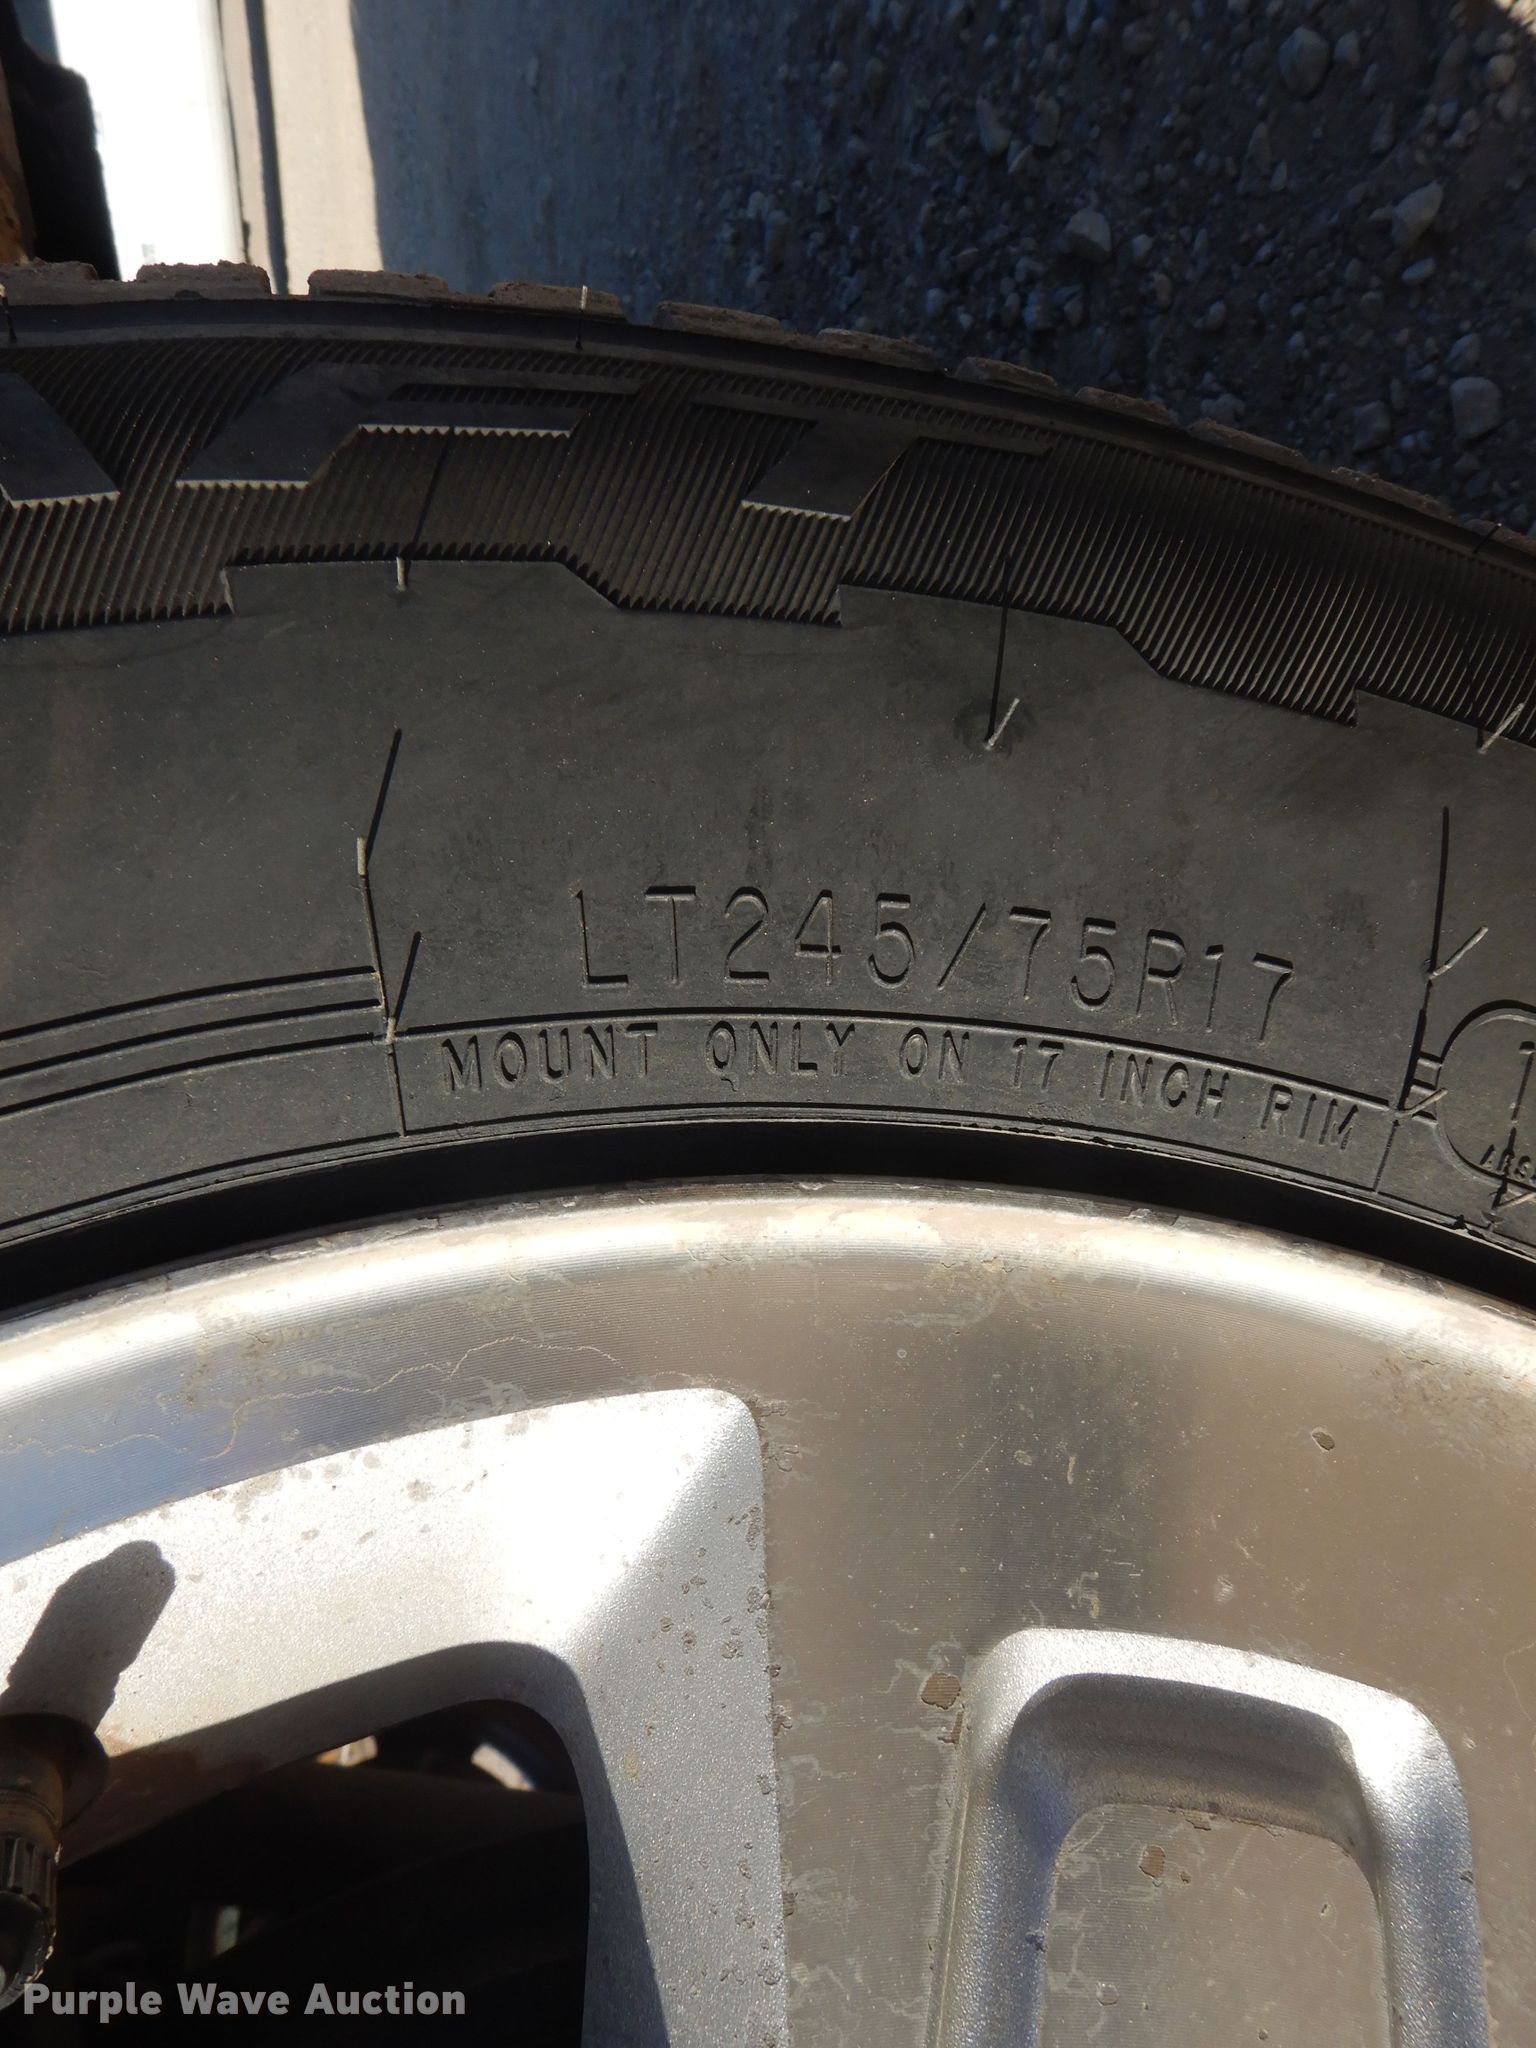 LT245/75R17
MOUNT ONLY ON 17 INCH RIM
Purple Wave Auction